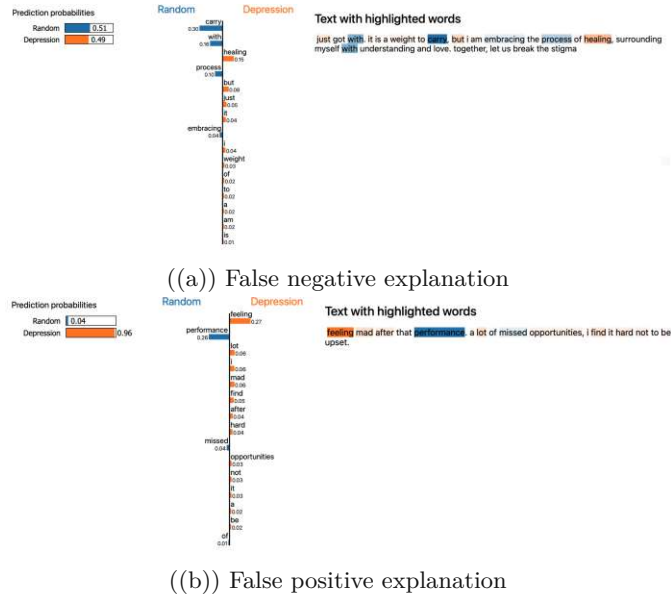 Prediction probabilities
Random 0.51
Depression 0.49
Random Depression
carry
0.30
with
0.16
healing
0.15
process
0.10
but
0.08
just
0.05
it
0.04
embracing
0.04
i
0.04
weight
0.03
of
0.02
to
0.02
a
0.02
am
0.02
is
0.01
Text with highlighted words
just got with. it is a weight to carry, but i am embracing the process of healing, surrounding
myself with understanding and love. together, let us break the stigma
((a)) False negative explanation
Prediction probabilities
Random 0.04
Depression 0.96
Random Depression
feeling
0.27
performance
0.26
lot
0.06
i
0.06
mad
0.06
find
0.05
after
0.04
hard
0.04
missed
0.04
opportunities
0.03
not
0.03
it
0.03
a
0.02
be
0.02
of
0.01
Text with highlighted words
feeling mad after that performance. a lot of missed opportunities, i find it hard not to be
upset.
((b)) False positive explanation